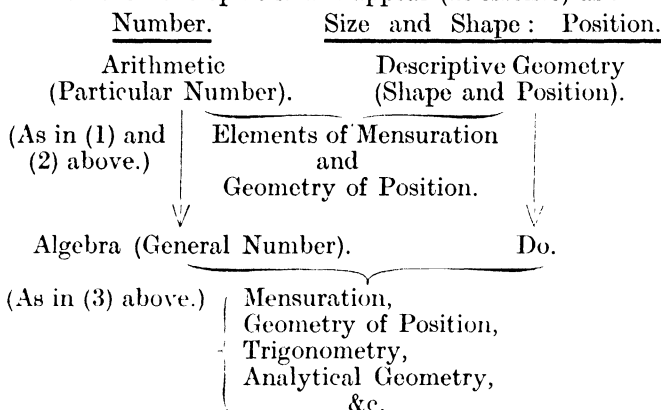 Number. Size and Shape : Position.
Arithmetic Descriptive Geometry
(Particular Number). (Shape and Position).
(As in (1) and Elements of Mensuration
(2) above.) and
Geometry of Position.
Algebra (General Number). Do.
(As in (3) above.) Mensuration,
Geometry of Position,
Trigonometry,
Analytical Geometry,
&c.